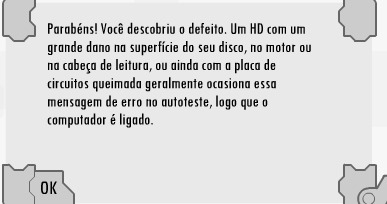 Parabéns! Você descobriu o defeito. Um HD com um
grande dano na superfície do seu disco, no motor ou
na cabeça de leitura, ou ainda com a placa de
circuitos queimada geralmente ocasiona essa
mensagem de erro no autoteste, logo que o
computador é ligado.
OK